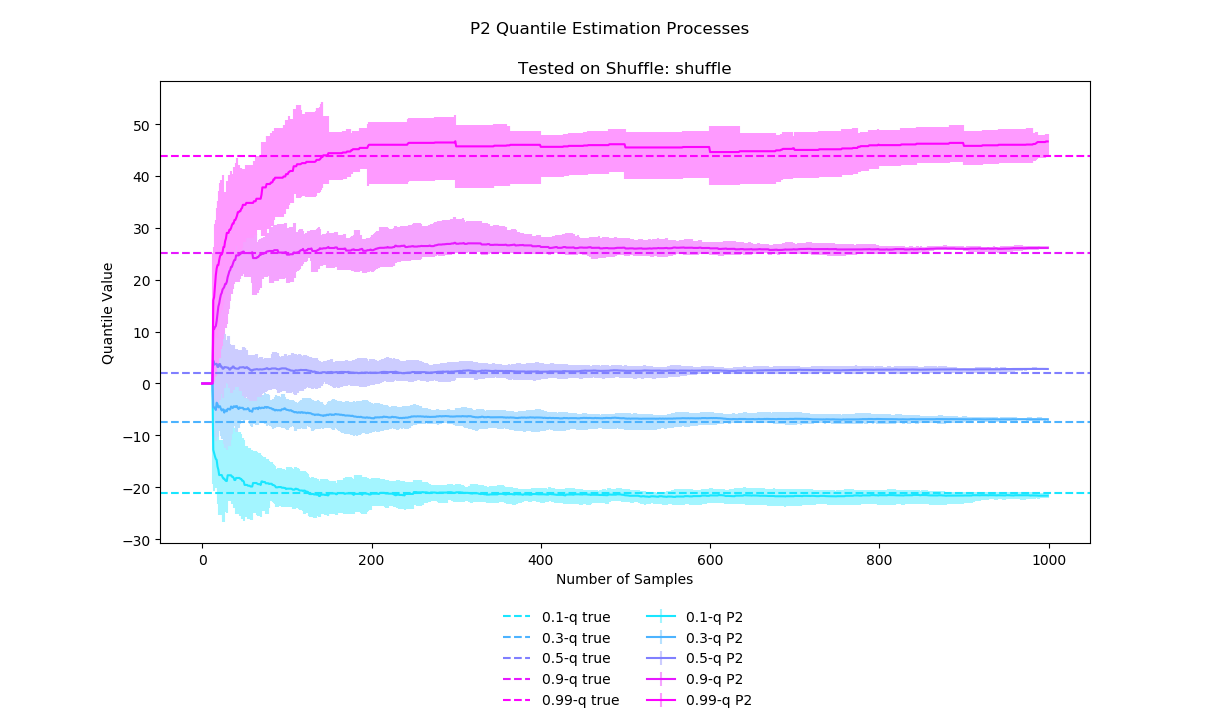 P2 Quantile Estimation Processes
Tested on Shuffle: shuffle
50
40
30
20
10
0
−10
−20
−30
Quantile Value
0 200 400 600 800 1000
Number of Samples
0.1-q true 0.1-q P2
0.3-q true 0.3-q P2
0.5-q true 0.5-q P2
0.9-q true 0.9-q P2
0.99-q true 0.99-q P2